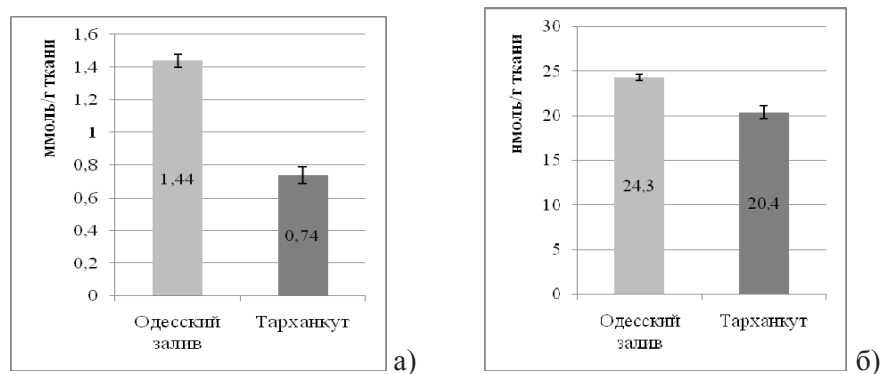 ммоль/г ткани
1,6
1,4
1,2
1
0,8
0,6
0,4
0,2
0
1,44
0,74
Одесский
залив
Тарханкут
а)
нмоль/г ткани
30
25
20
15
10
5
0
24,3
20,4
Одесский
залив
Тарханкут
б)